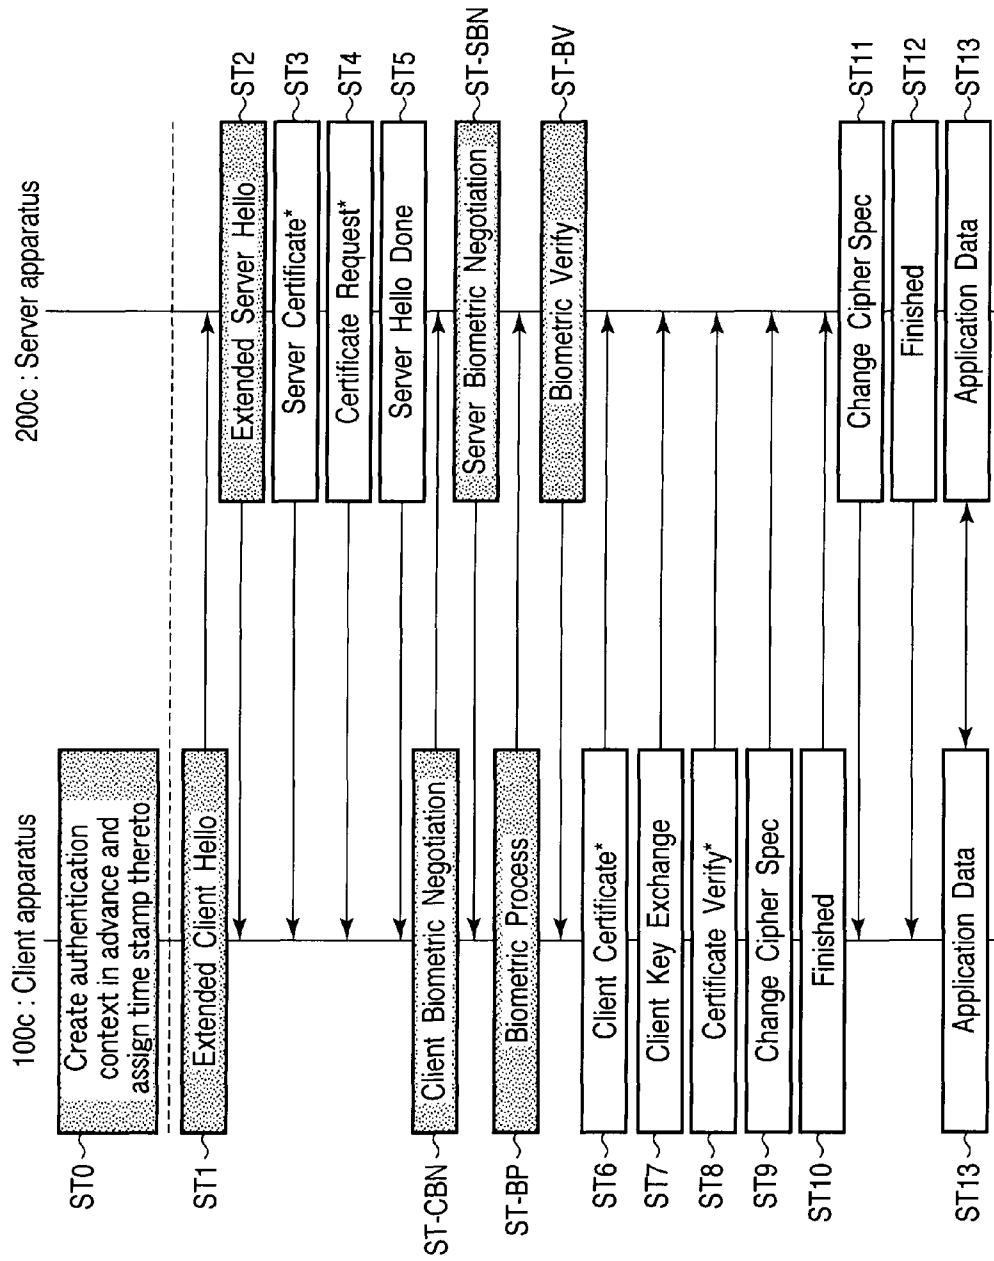 100c : Client apparatus
200c : Server apparatus
ST0
Create authentication
context in advance and
assign time stamp thereto
ST1
Extended Client Hello
Extended Server Hello
ST2
Server Certificate*
ST3
Certificate Request*
ST4
Server Hello Done
ST5
ST-CBN
Client Biometric Negotiation
Server Biometric Negotiation
ST-SBN
ST-BP
Biometric Process
Biometric Verify
ST-BV
ST6
Client Certificate*
ST7
Client Key Exchange
ST8
Certificate Verify*
ST9
Change Cipher Spec
ST10
Finished
Change Cipher Spec
ST11
Finished
ST12
ST13
Application Data
Application Data
ST13